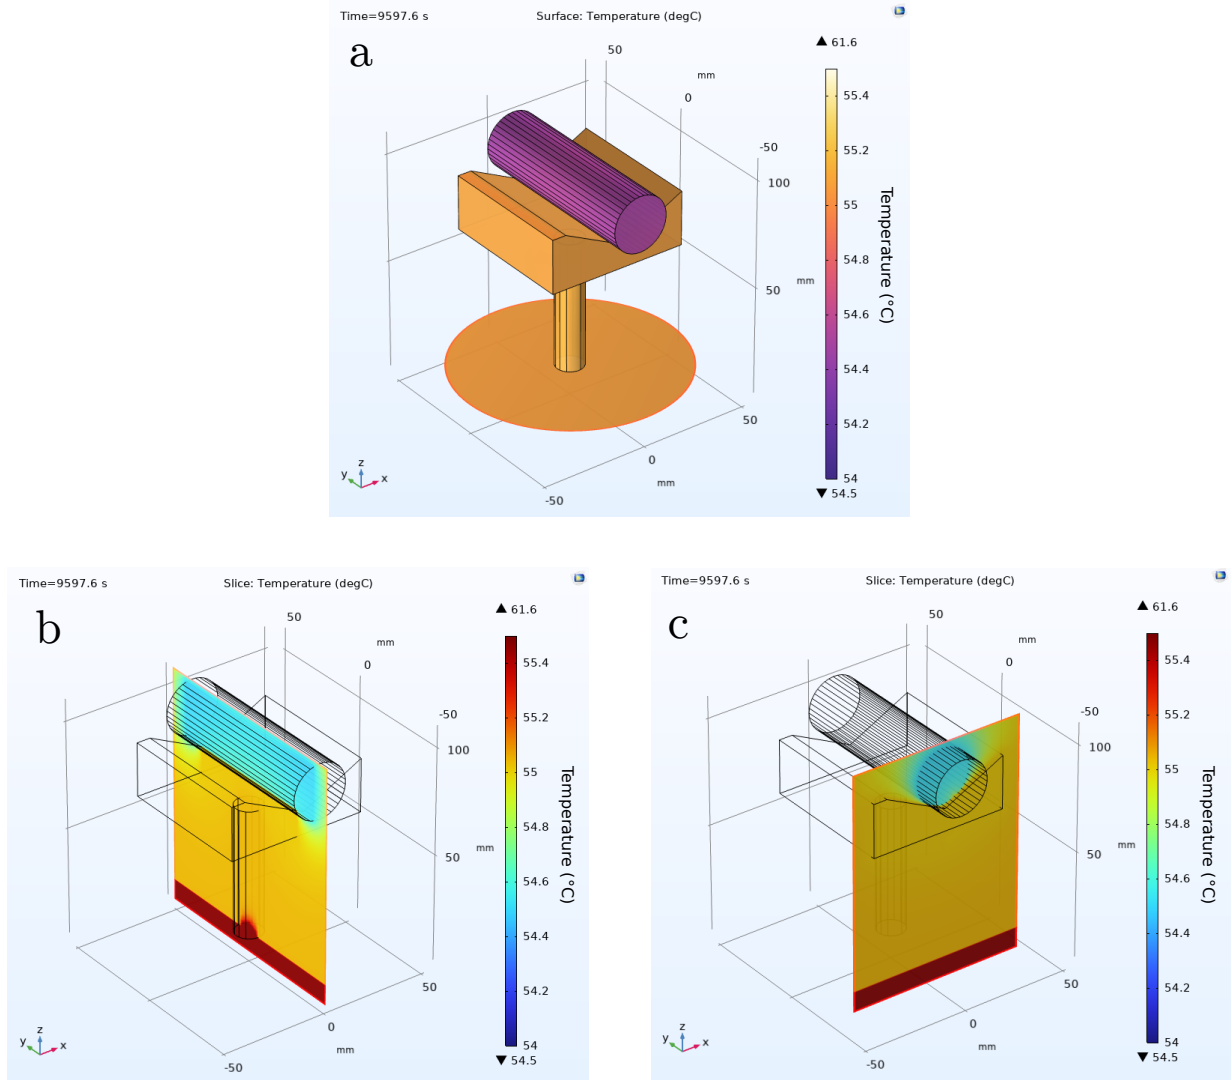 Time=9597.6 s Surface: Temperature (degC)
a
50
mm
0
-50
100
50 mm
50
0
mm
-50
z
y
x
▲ 61.6
55.4
55.2
55
54.8
54.6
54.4
54.2
54
▼ 54.5
Temperature (°C)
Time=9597.6 s Slice: Temperature (degC)
b
50
mm
0
-50
100
50 mm
50
0
mm
-50
z
y
x
▲ 61.6
55.4
55.2
55
54.8
54.6
54.4
54.2
54
▼ 54.5
Temperature (°C)
Time=9597.6 s Slice: Temperature (degC)
c
50
mm
0
-50
100
50 mm
50
0
mm
-50
z
y
x
▲ 61.6
55.4
55.2
55
54.8
54.6
54.4
54.2
54
▼ 54.5
Temperature (°C)